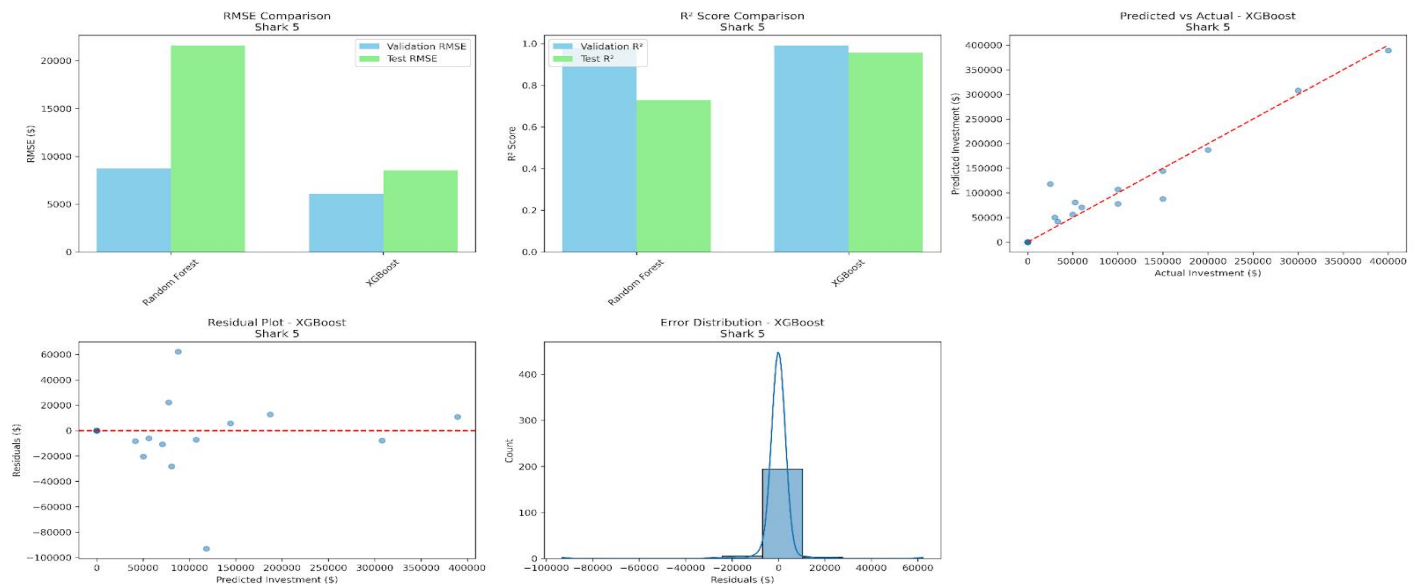 RMSE Comparison
Shark 5
RMSE ($)
20000
15000
10000
5000
0
Validation RMSE
Test RMSE
Random Forest
XGBoost
R² Score Comparison
Shark 5
R² Score
1.0
0.8
0.6
0.4
0.2
0.0
Validation R²
Test R²
Random Forest
XGBoost
Predicted vs Actual - XGBoost
Shark 5
Predicted Investment ($)
400000
350000
300000
250000
200000
150000
100000
50000
0
0 50000 100000 150000 200000 250000 300000 350000 400000
Actual Investment ($)
Residual Plot - XGBoost
Shark 5
Residuals ($)
60000
40000
20000
0
−20000
−40000
−60000
−80000
−100000
0 50000 100000 150000 200000 250000 300000 350000 400000
Predicted Investment ($)
Error Distribution - XGBoost
Shark 5
Count
400
300
200
100
0
−100000 −80000 −60000 −40000 −20000 0 20000 40000 60000
Residuals ($)